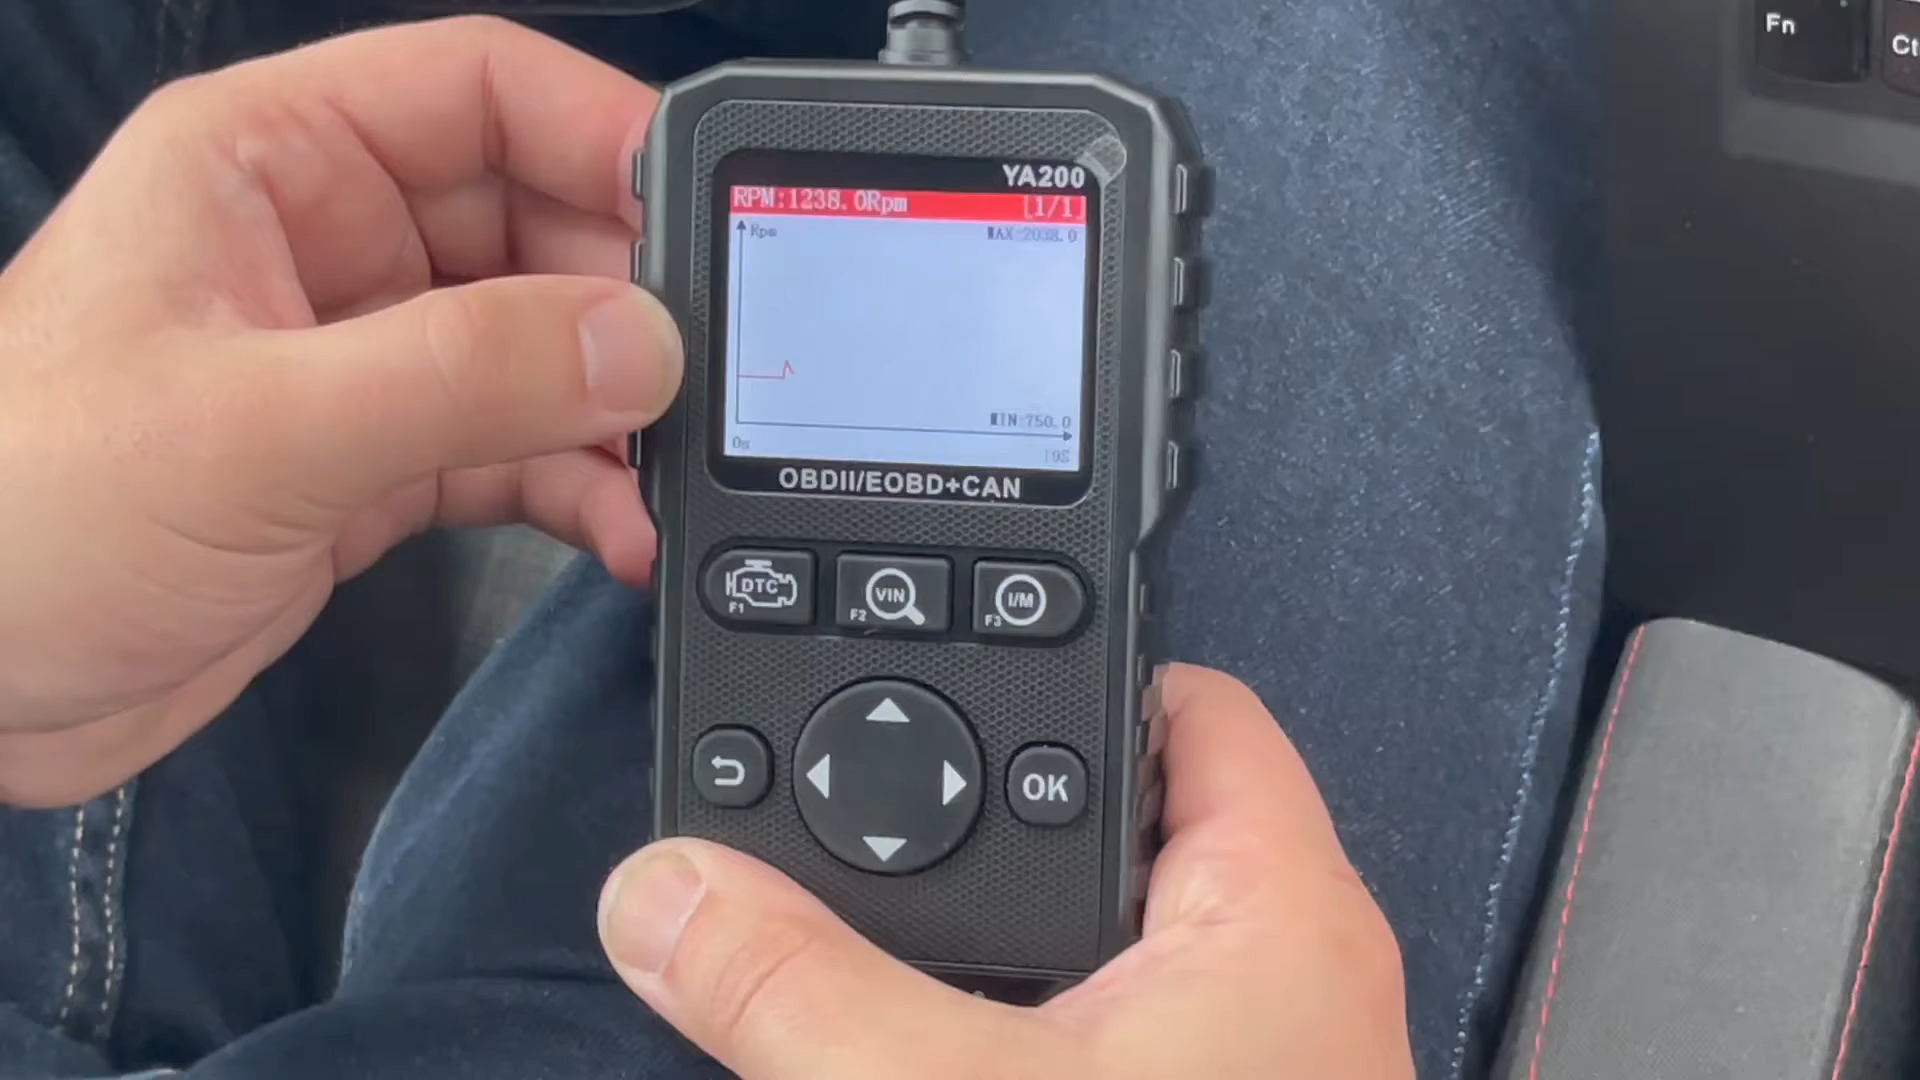 Fn
Ct
YA200
RPM:1238.0Rpm [1/1]
Rpm MAX:2038.0
MIN:750.0
0s
OBDII/EOBD+CAN
DTC VIN I/M
F1 F2 F3
OK